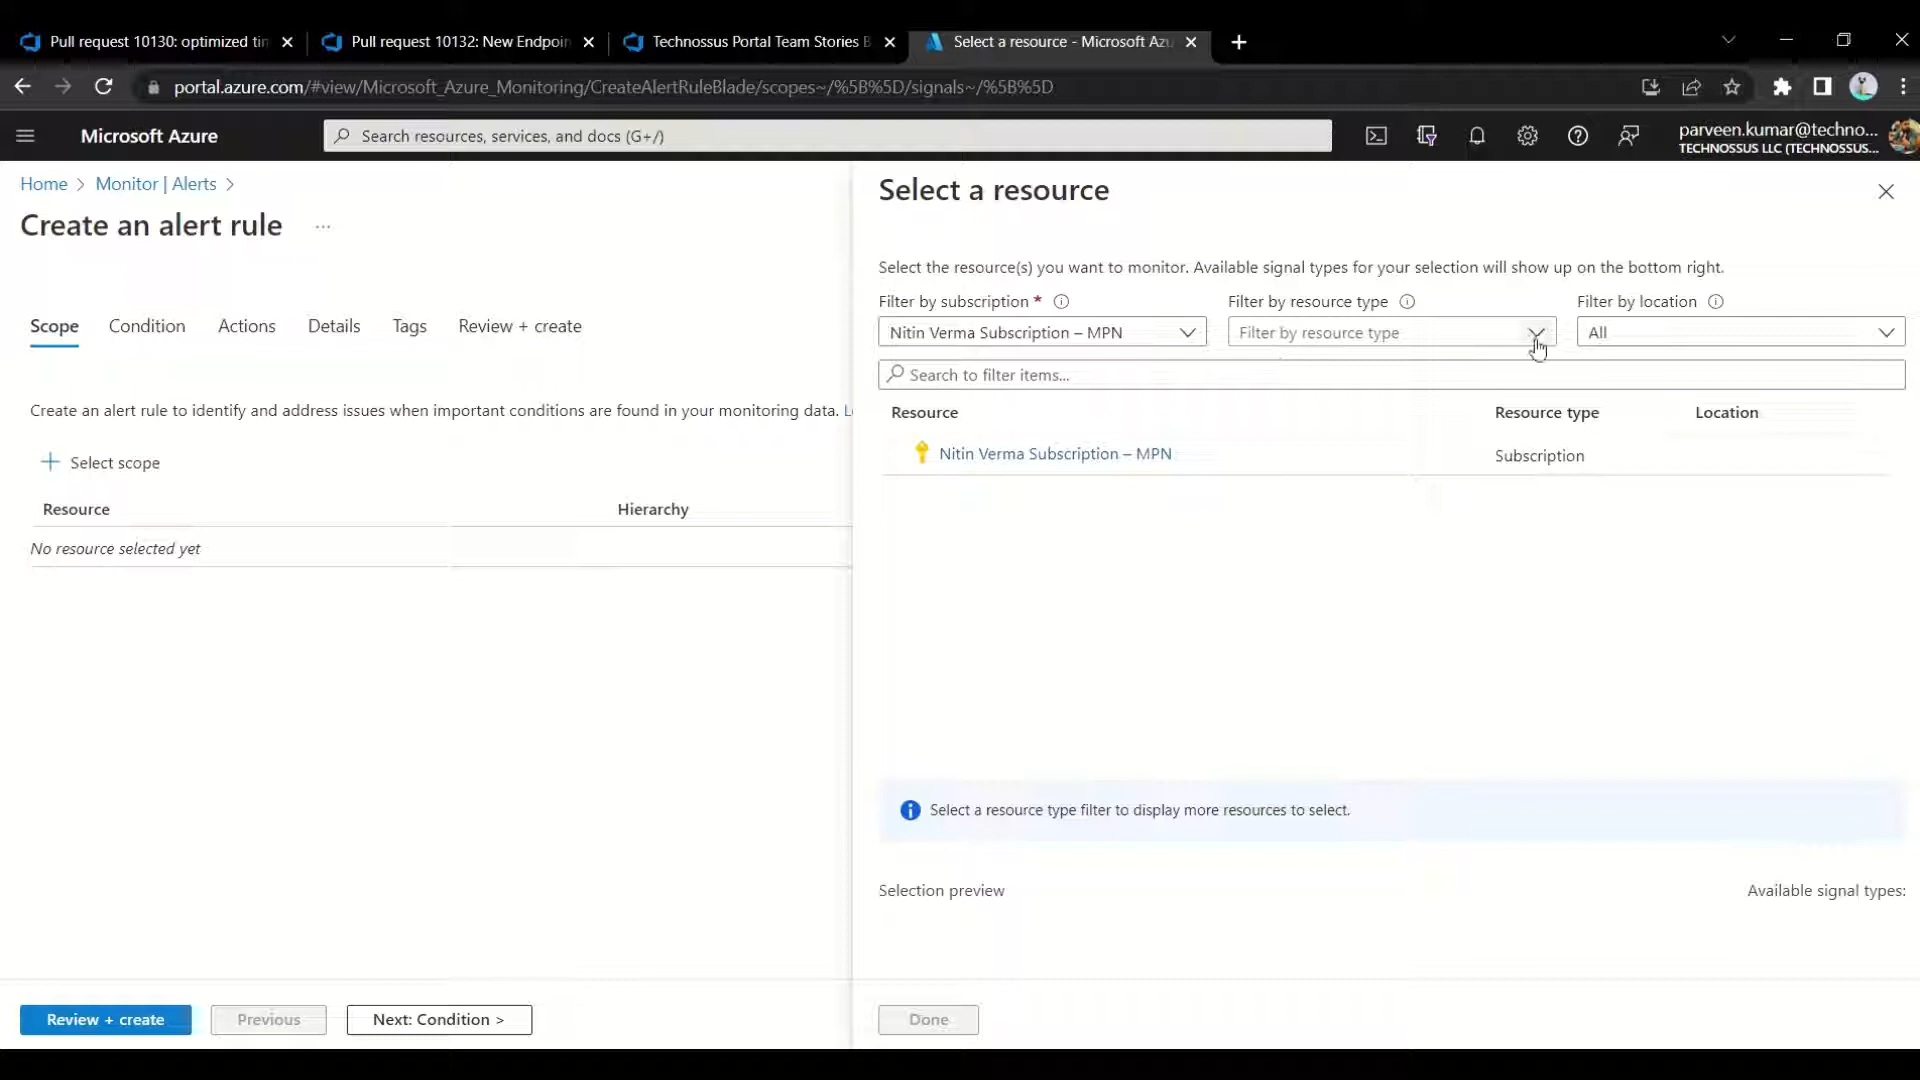 Pull request 10130: optimized tin
Pull request 10132: New Endpoin
Technossus Portal Team Stories B
Select a resource - Microsoft Azu
portal.azure.com/#view/Microsoft_Azure_Monitoring/CreateAlertRuleBlade/scopes~/%5B%5D/signals~/%5B%5D
Microsoft Azure
Search resources, services, and docs (G+/)
parveen.kumar@techno...
TECHNOSSUS LLC (TECHNOSSUS...
Home > Monitor | Alerts >
Create an alert rule ...
Scope Condition Actions Details Tags Review + create
Create an alert rule to identify and address issues when important conditions are found in your monitoring data. L
+ Select scope
Resource Hierarchy
No resource selected yet
Review + create Previous Next: Condition >
Select a resource
Select the resource(s) you want to monitor. Available signal types for your selection will show up on the bottom right.
Filter by subscription * Filter by resource type Filter by location
Nitin Verma Subscription – MPN Filter by resource type All
Search to filter items...
Resource Resource type Location
Nitin Verma Subscription – MPN Subscription
Select a resource type filter to display more resources to select.
Selection preview Available signal types:
Done